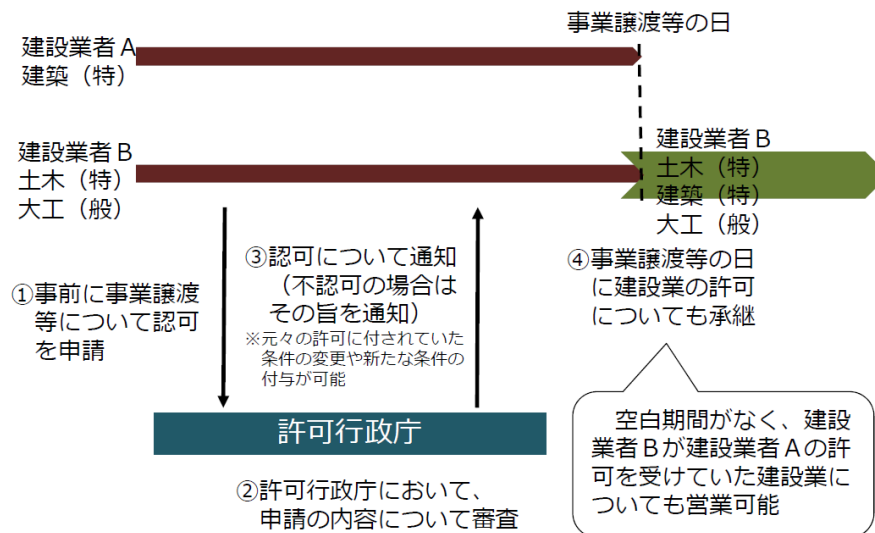 事業譲渡等の日
建設業者A
建築（特）
建設業者B
土木（特）
大工（般）
建設業者B
土木（特）
建築（特）
大工（般）
①事前に事業譲渡
等について認可
を申請
③認可について通知
（不認可の場合は
その旨を通知）
※元々の許可に付されていた
条件の変更や新たな条件の
付与が可能
④事業譲渡等の日
に建設業の許可
についても承継
許可行政庁
②許可行政庁において、
申請の内容について審査
空白期間がなく、建設
業者Bが建設業者Aの許
可を受けていた建設業に
ついても営業可能